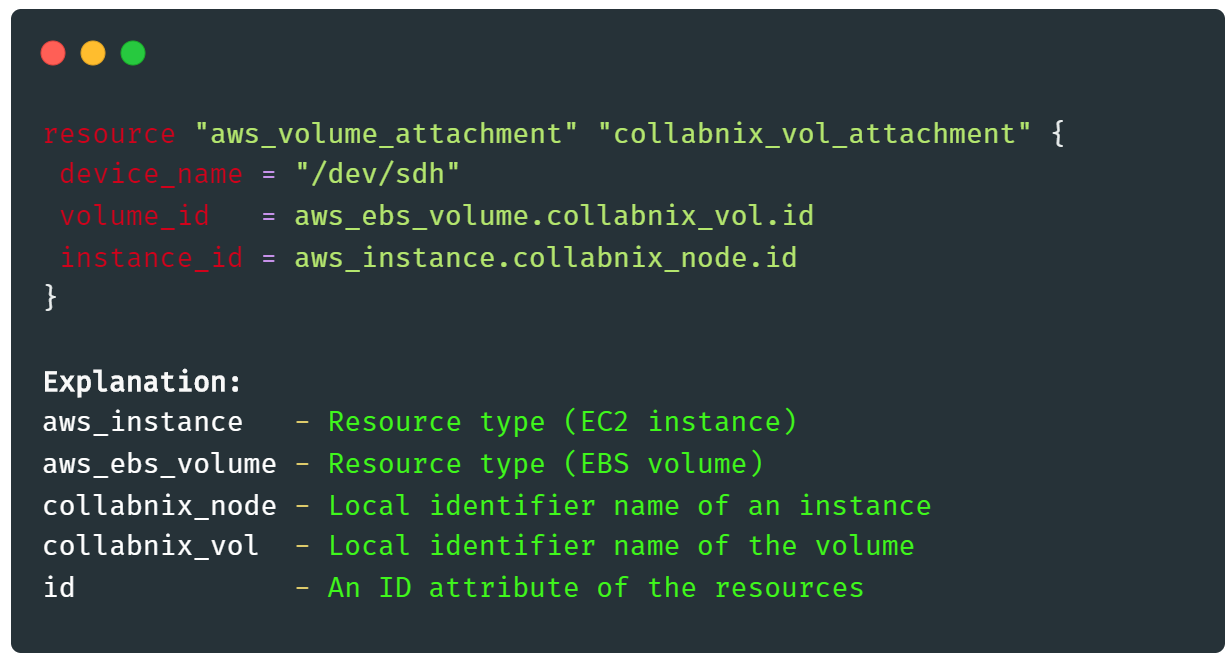 resource "aws_volume_attachment" "collabnix_vol_attachment" {
 device_name = "/dev/sdh"
 volume_id   = aws_ebs_volume.collabnix_vol.id
 instance_id = aws_instance.collabnix_node.id
}
Explanation:
aws_instance   - Resource type (EC2 instance)
aws_ebs_volume - Resource type (EBS volume)
collabnix_node - Local identifier name of an instance
collabnix_vol  - Local identifier name of the volume
id             - An ID attribute of the resources